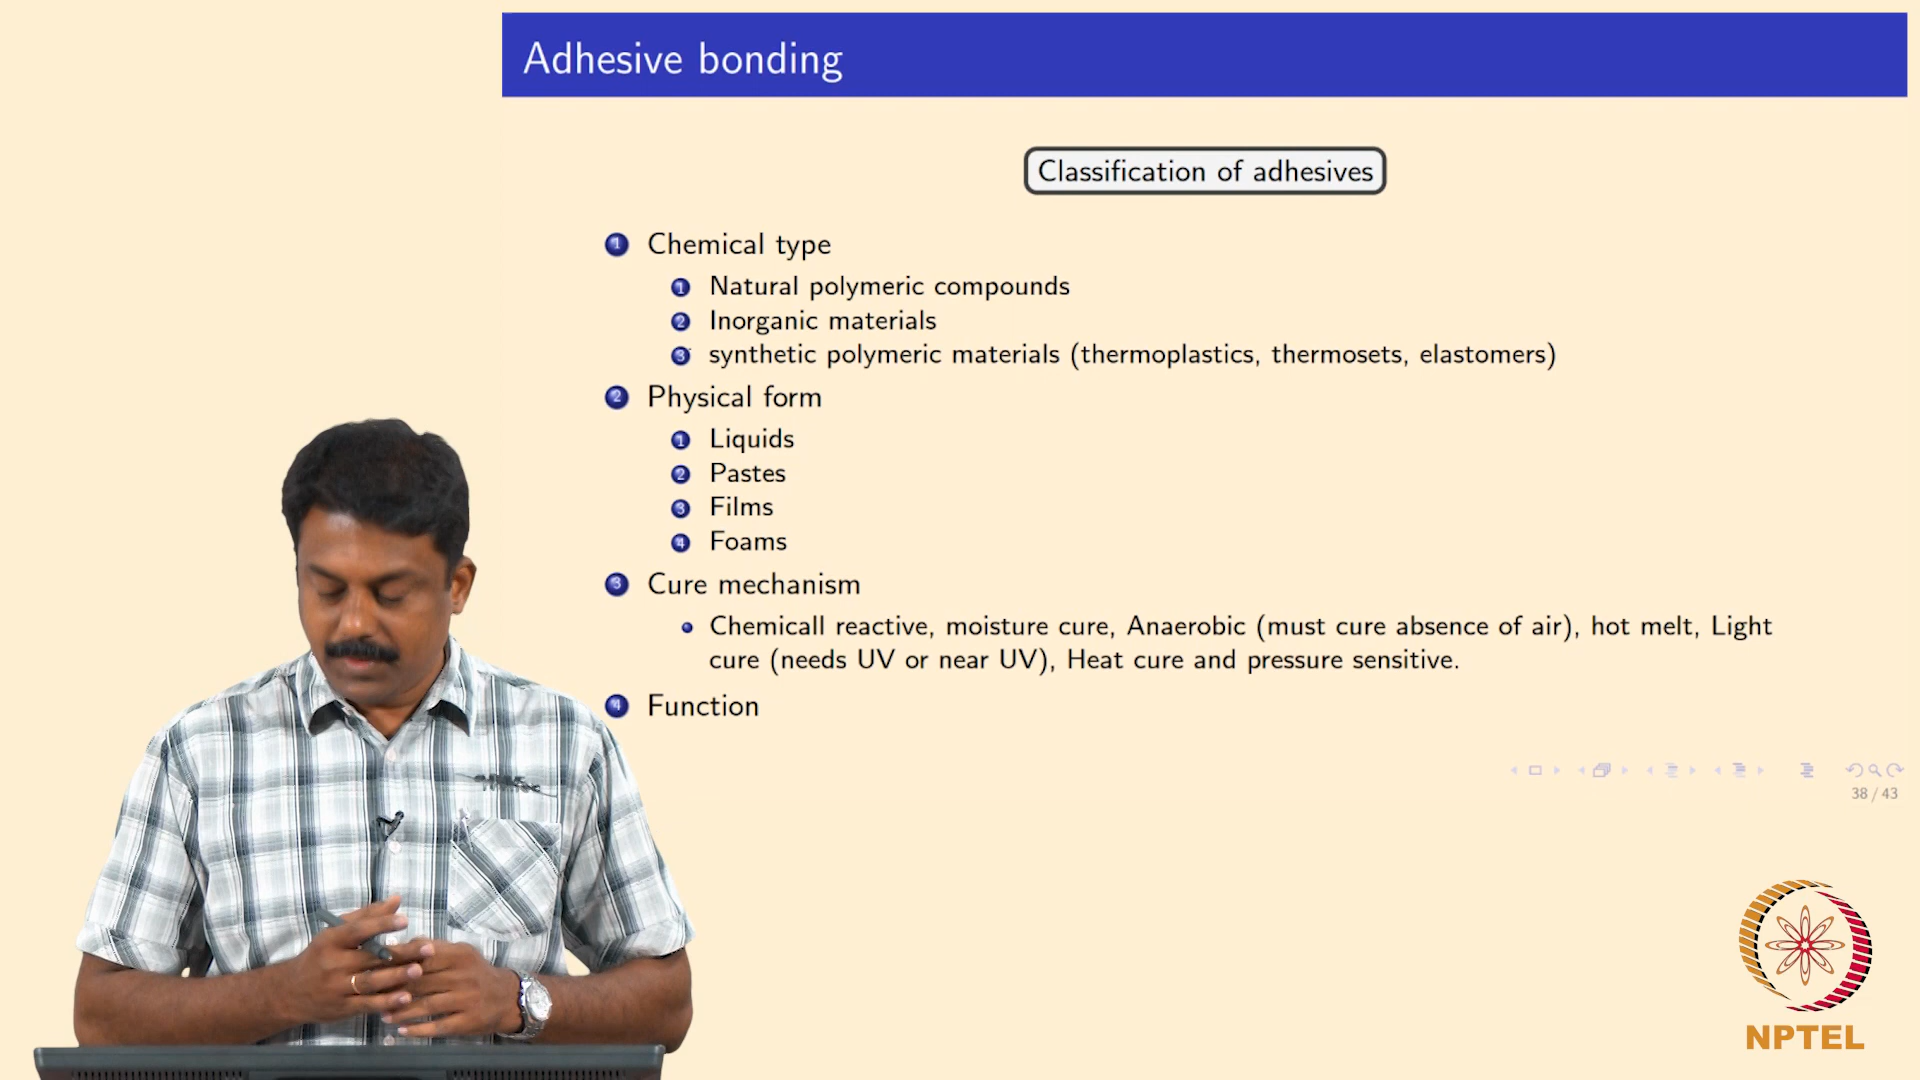 Adhesive bonding
Classification of adhesives
1 Chemical type
1 Natural polymeric compounds
2 Inorganic materials
3 synthetic polymeric materials (thermoplastics, thermosets, elastomers)
2 Physical form
1 Liquids
2 Pastes
3 Films
4 Foams
3 Cure mechanism
Chemicall reactive, moisture cure, Anaerobic (must cure absence of air), hot melt, Light
cure (needs UV or near UV), Heat cure and pressure sensitive.
4 Function
38 / 43
NPTEL